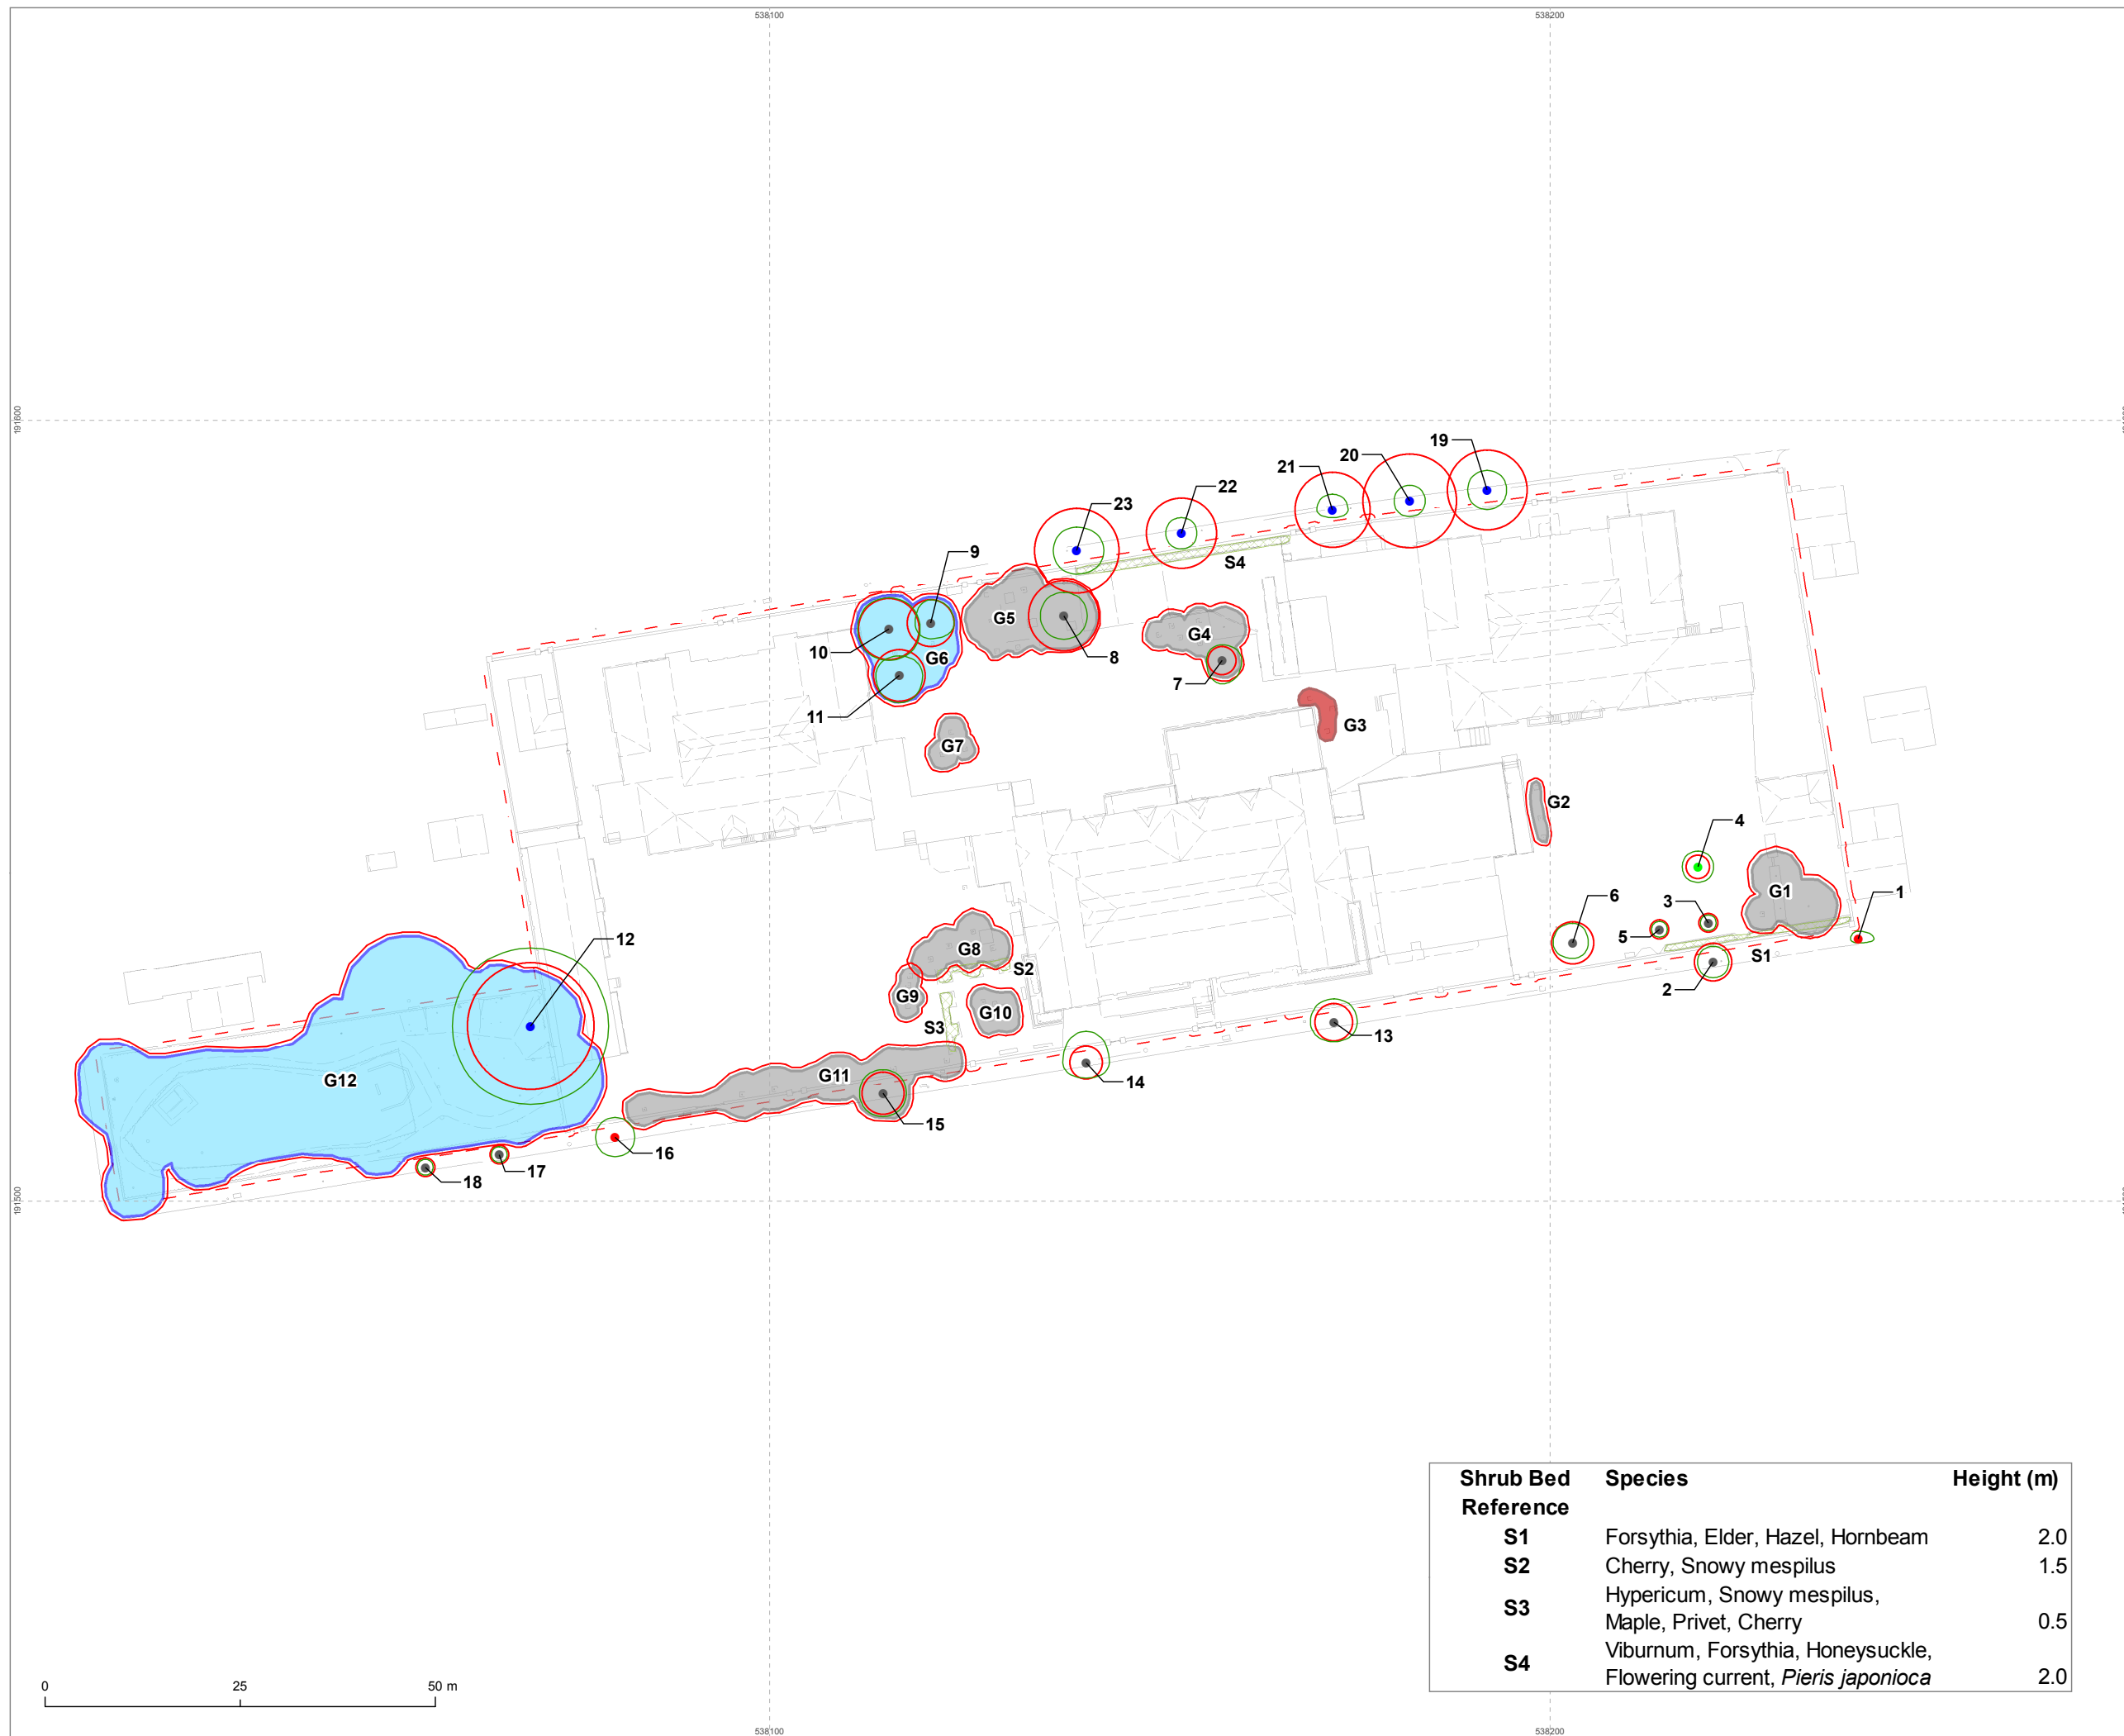 538100
538200
191600
19
20
21
22
23
9
S4
G5
G4
10
G6
8
7
11
G3
G7
G2
4
G1
1
6
3
5
G8
S1
12
S2
2
G9
G10
S3
13
G12
G11
14
15
16
17
18
191500
Shrub Bed Species Height (m)
Reference
S1 Forsythia, Elder, Hazel, Hornbeam 2.0
S2 Cherry, Snowy mespilus 1.5
Hypericum, Snowy mespilus,
S3
Maple, Privet, Cherry 0.5
Viburnum, Forsythia, Honeysuckle,
S4
Flowering current, Pieris japonioca 2.0
0 25 50 m
538100
538200